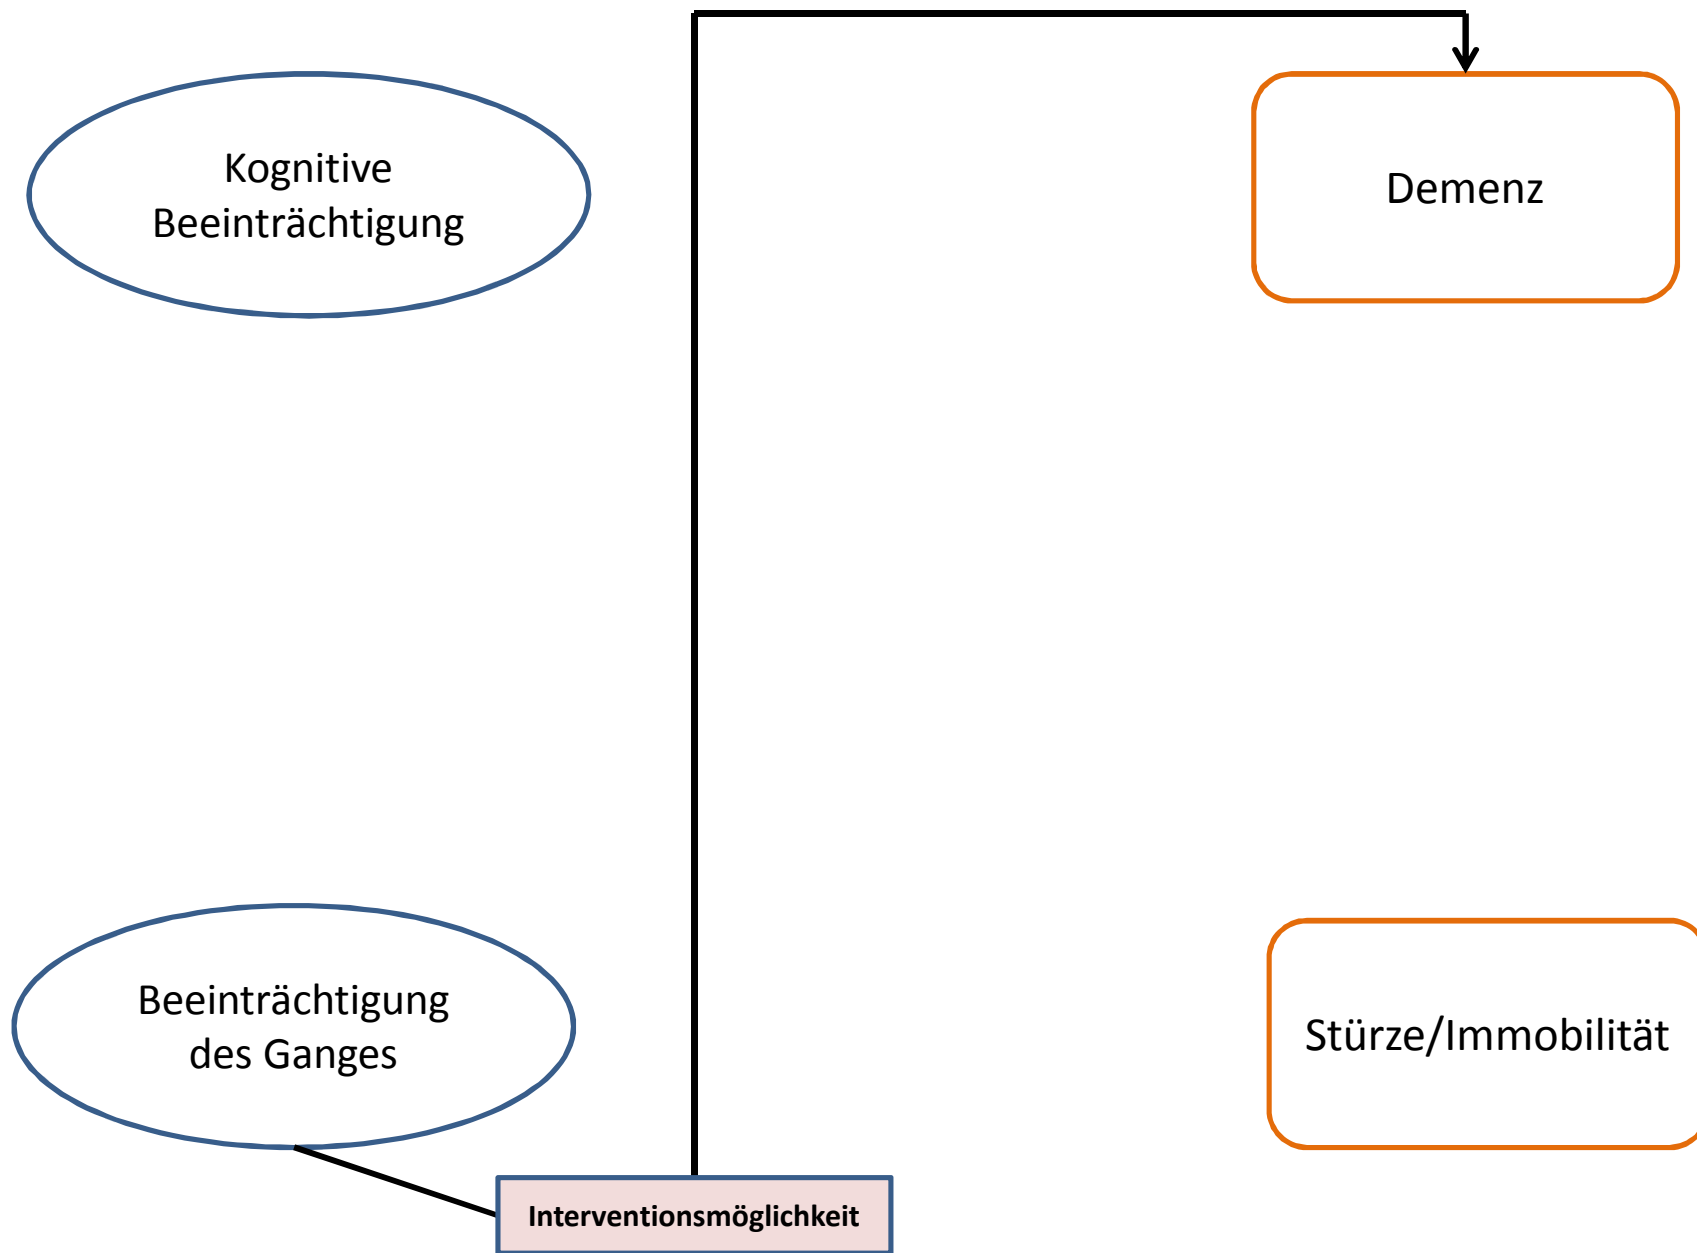 Kognitive
Beeinträchtigung
Demenz
Beeinträchtigung
des Ganges
Stürze/Immobilität
Interventionsmöglichkeit